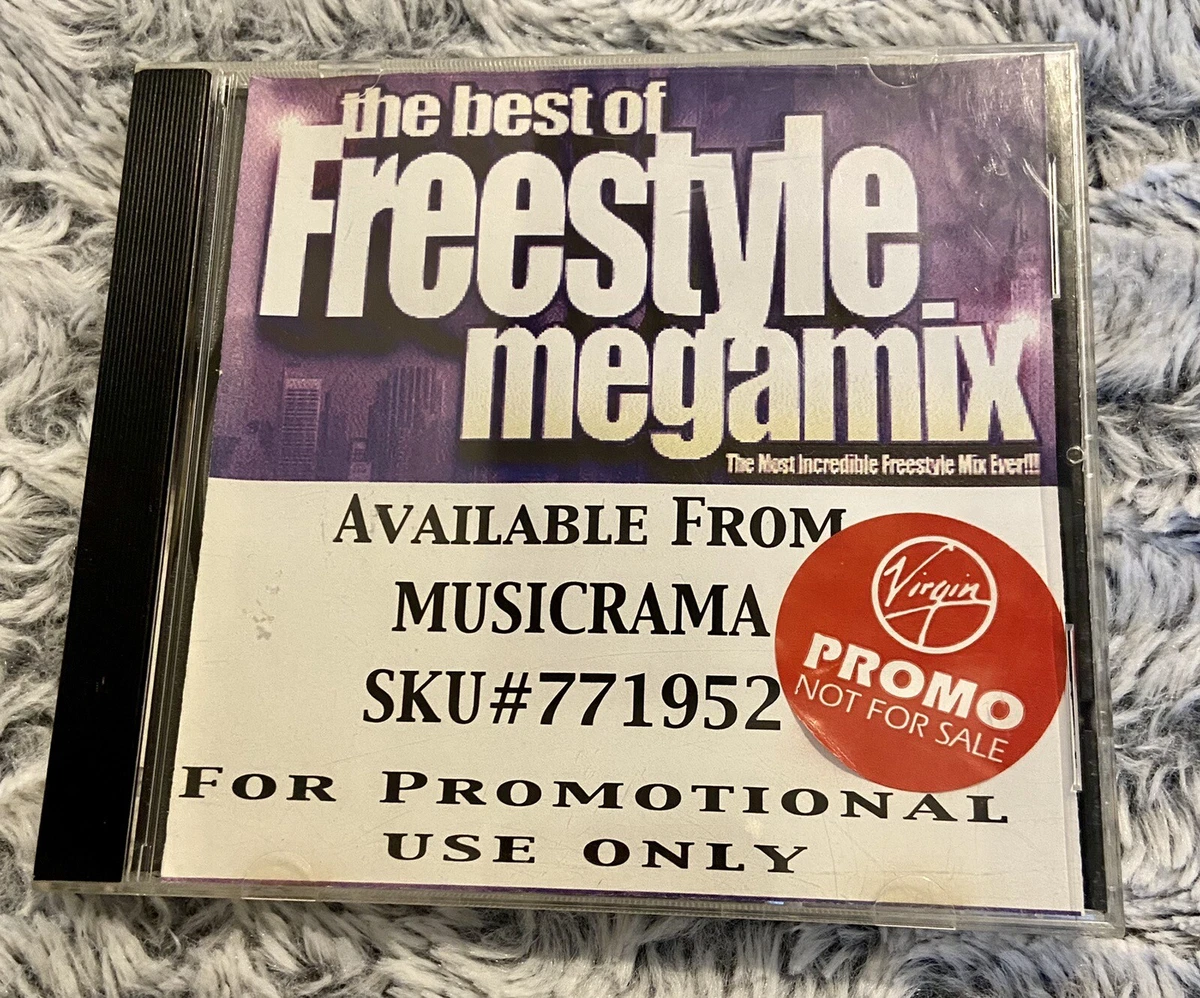 the best of
Freestyle
megamix
The Most Incredible Freestyle Mix Ever!!!
AVAILABLE FROM
MUSICRAMA
SKU#771952
FOR PROMOTIONAL
USE ONLY
Virgin
PROMO
NOT FOR SALE